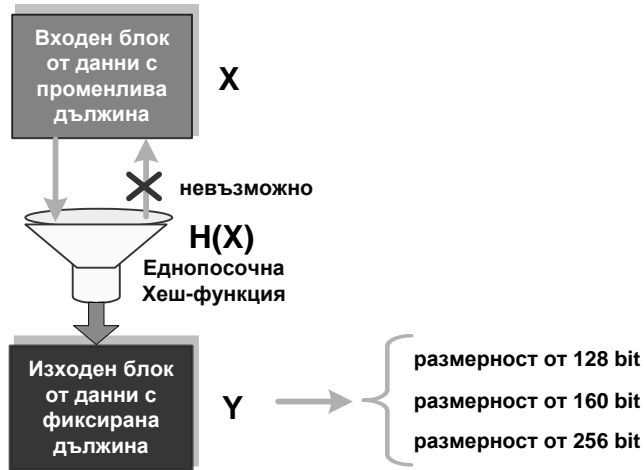 Входен блок
от данни с
променлива
дължина
X
невъзможно
H(X)
Еднопосочна
Хеш-функция
Изходен блок
от данни с
фиксирана
дължина
Y
размерност от 128 bit
размерност от 160 bit
размерност от 256 bit